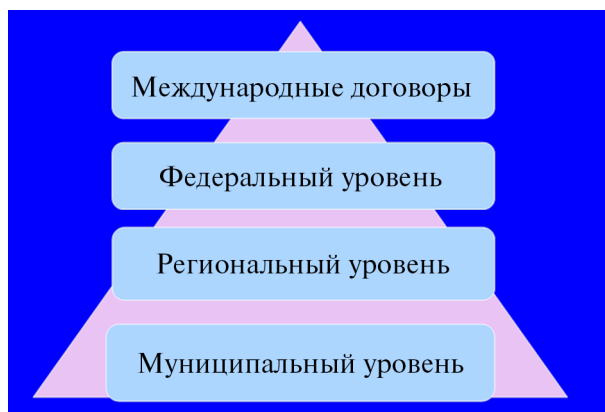 Международные договоры
Федеральный уровень
Региональный уровень
Муниципальный уровень